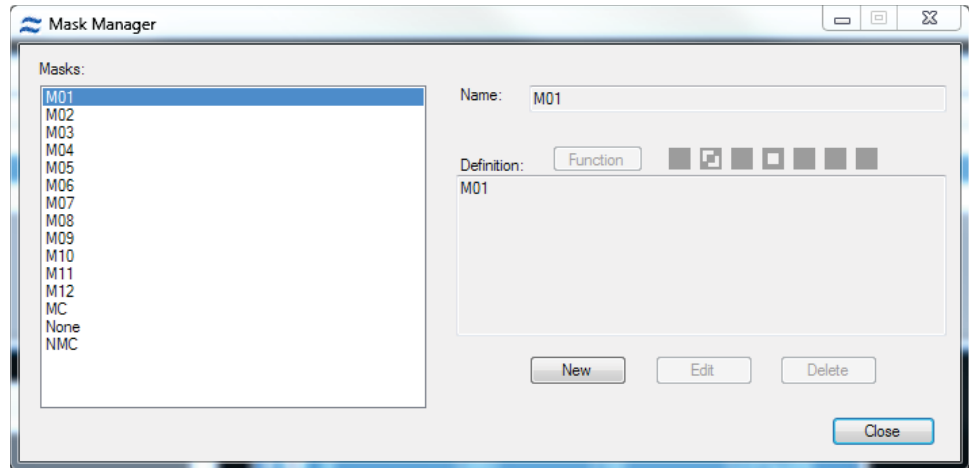 Mask Manager
Masks:
M01
M02
M03
M04
M05
M06
M07
M08
M09
M10
M11
M12
MC
None
NMC
Name: M01
Definition: Function
M01
New Edit Delete
Close